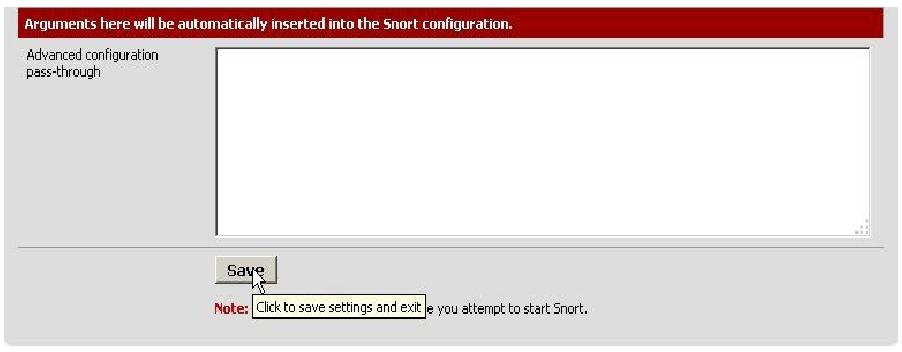 Arguments here will be automatically inserted into the Snort configuration.
Advanced configuration
pass-through
Save
Note:
Click to save settings and exit
you attempt to start Snort.